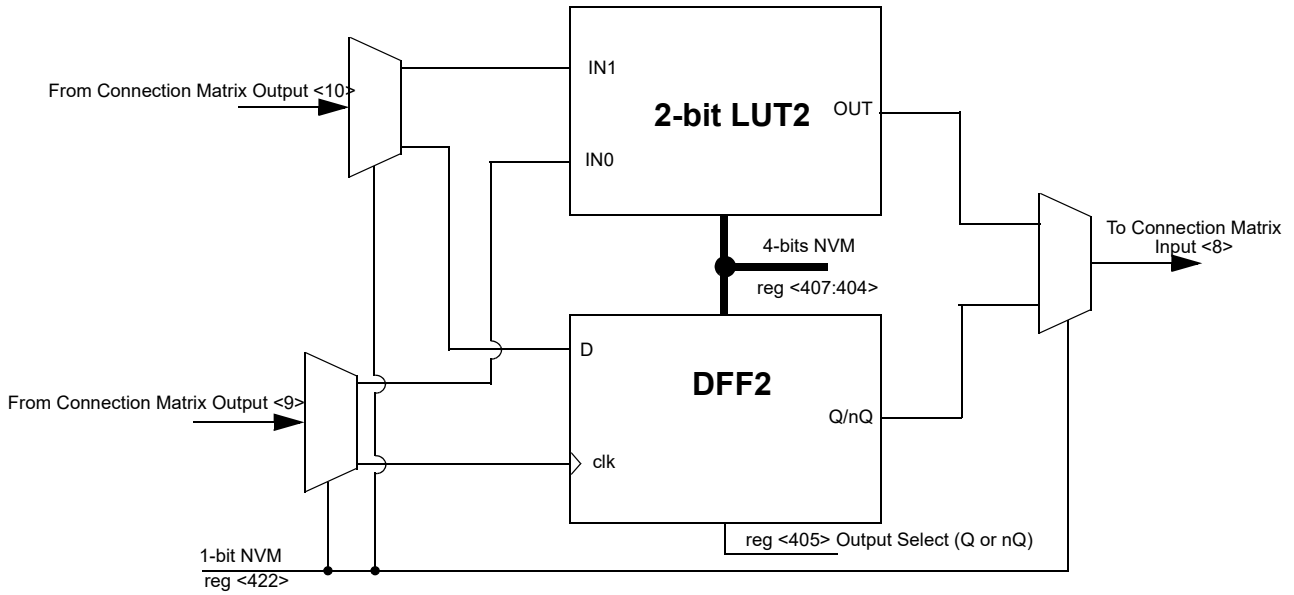 From Connection Matrix Output <10>
IN1
2-bit LUT2
OUT
IN0
To Connection Matrix
Input <8>
4-bits NVM
reg <407:404>
D
DFF2
From Connection Matrix Output <9>
Q/nQ
clk
reg <405> Output Select (Q or nQ)
1-bit NVM
reg <422>